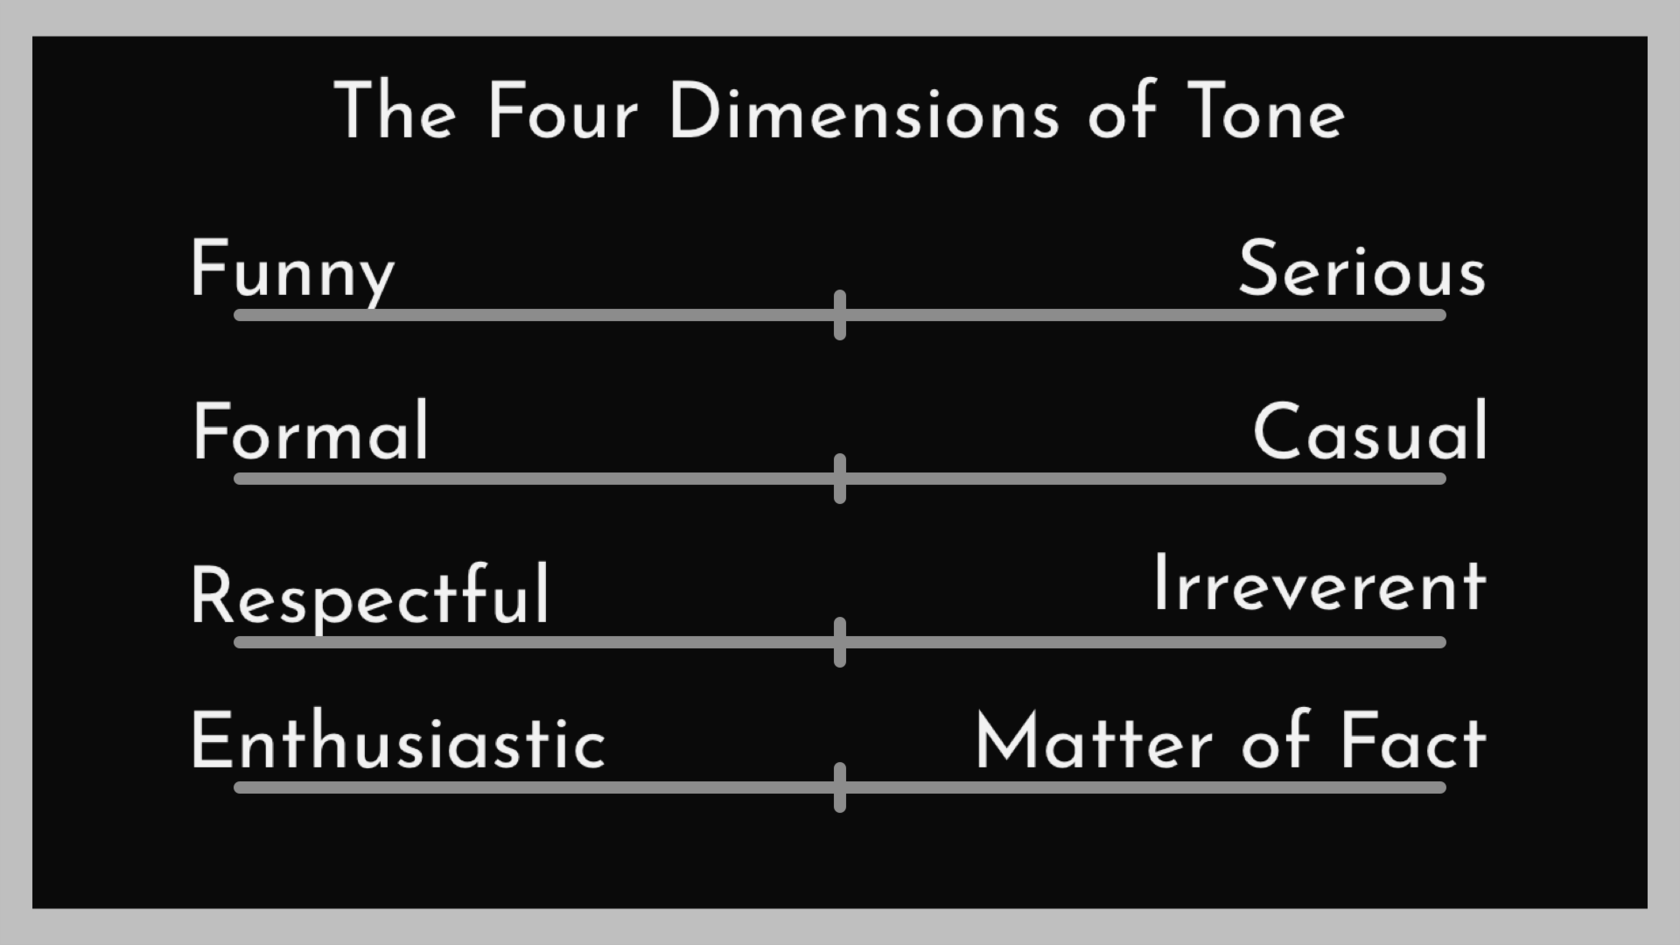 The Four Dimensions of Tone
Funny Serious
Formal Casual
Respectful Irreverent
Enthusiastic Matter of Fact